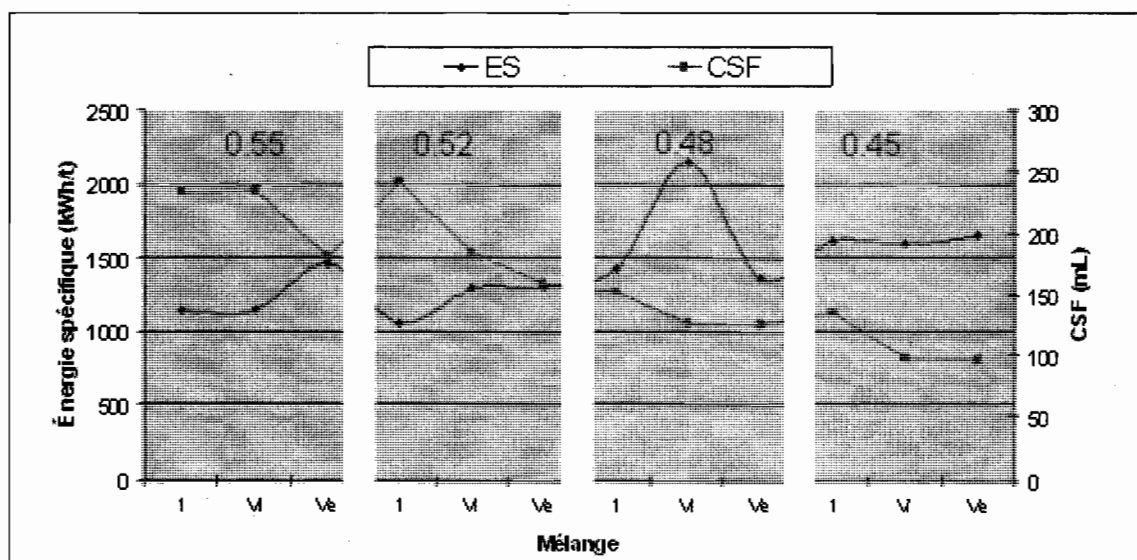 ES CSF
0.55 0.52 0.48 0.45
Énergie spécifique (kWh/t)
2500
2000
1500
1000
500
0
300
250
200
150
100
50
0
CSF (mL)
1 VI Ve 1 VI Ve 1 VI Ve 1 VI Ve
Mélange